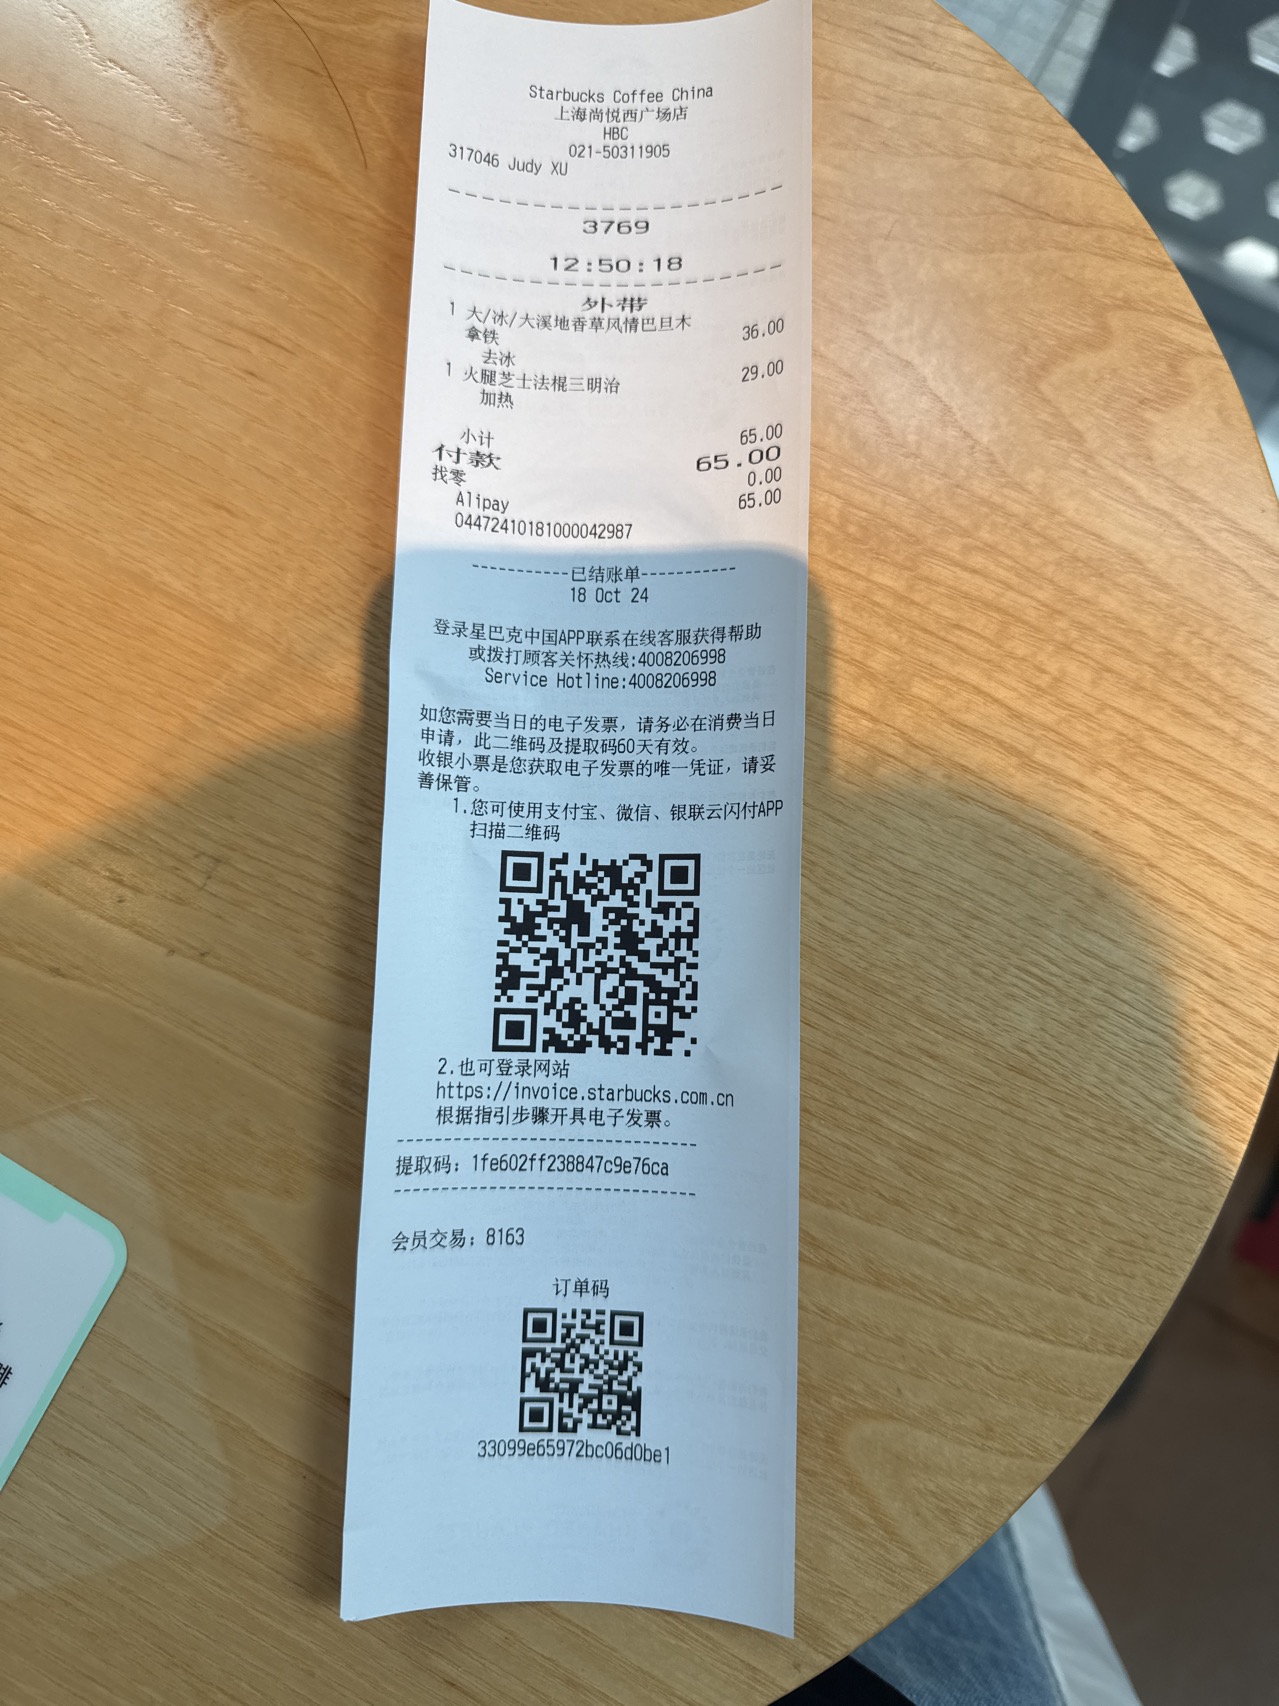 Starbucks Coffee China
上海尚悦西广场店
HBC
021-50311905
317046 Judy XU
3769
12:50:18
外带
1 大/冰/大溪地香草风情巴旦木 36.00
拿铁
去冰
1 火腿芝士法棍三明治 29.00
加热
小计 65.00
付款 65.00
找零 0.00
Alipay 65.00
04472410181000042987
-----------已结账单-----------
18 Oct 24
登录星巴克中国APP联系在线客服获得帮助
或拨打顾客关怀热线:4008206998
Service Hotline:4008206998
如您需要当日的电子发票，请务必在消费当日
申请，此二维码及提取码60天有效。
收银小票是您获取电子发票的唯一凭证，请妥
善保管。
1.您可使用支付宝、微信、银联云闪付APP
扫描二维码
2.也可登录网站
https://invoice.starbucks.com.cn
根据指引步骤开具电子发票。
提取码：1fe602ff238847c9e76ca
会员交易：8163
订单码
33099e65972bc06d0be1
啡